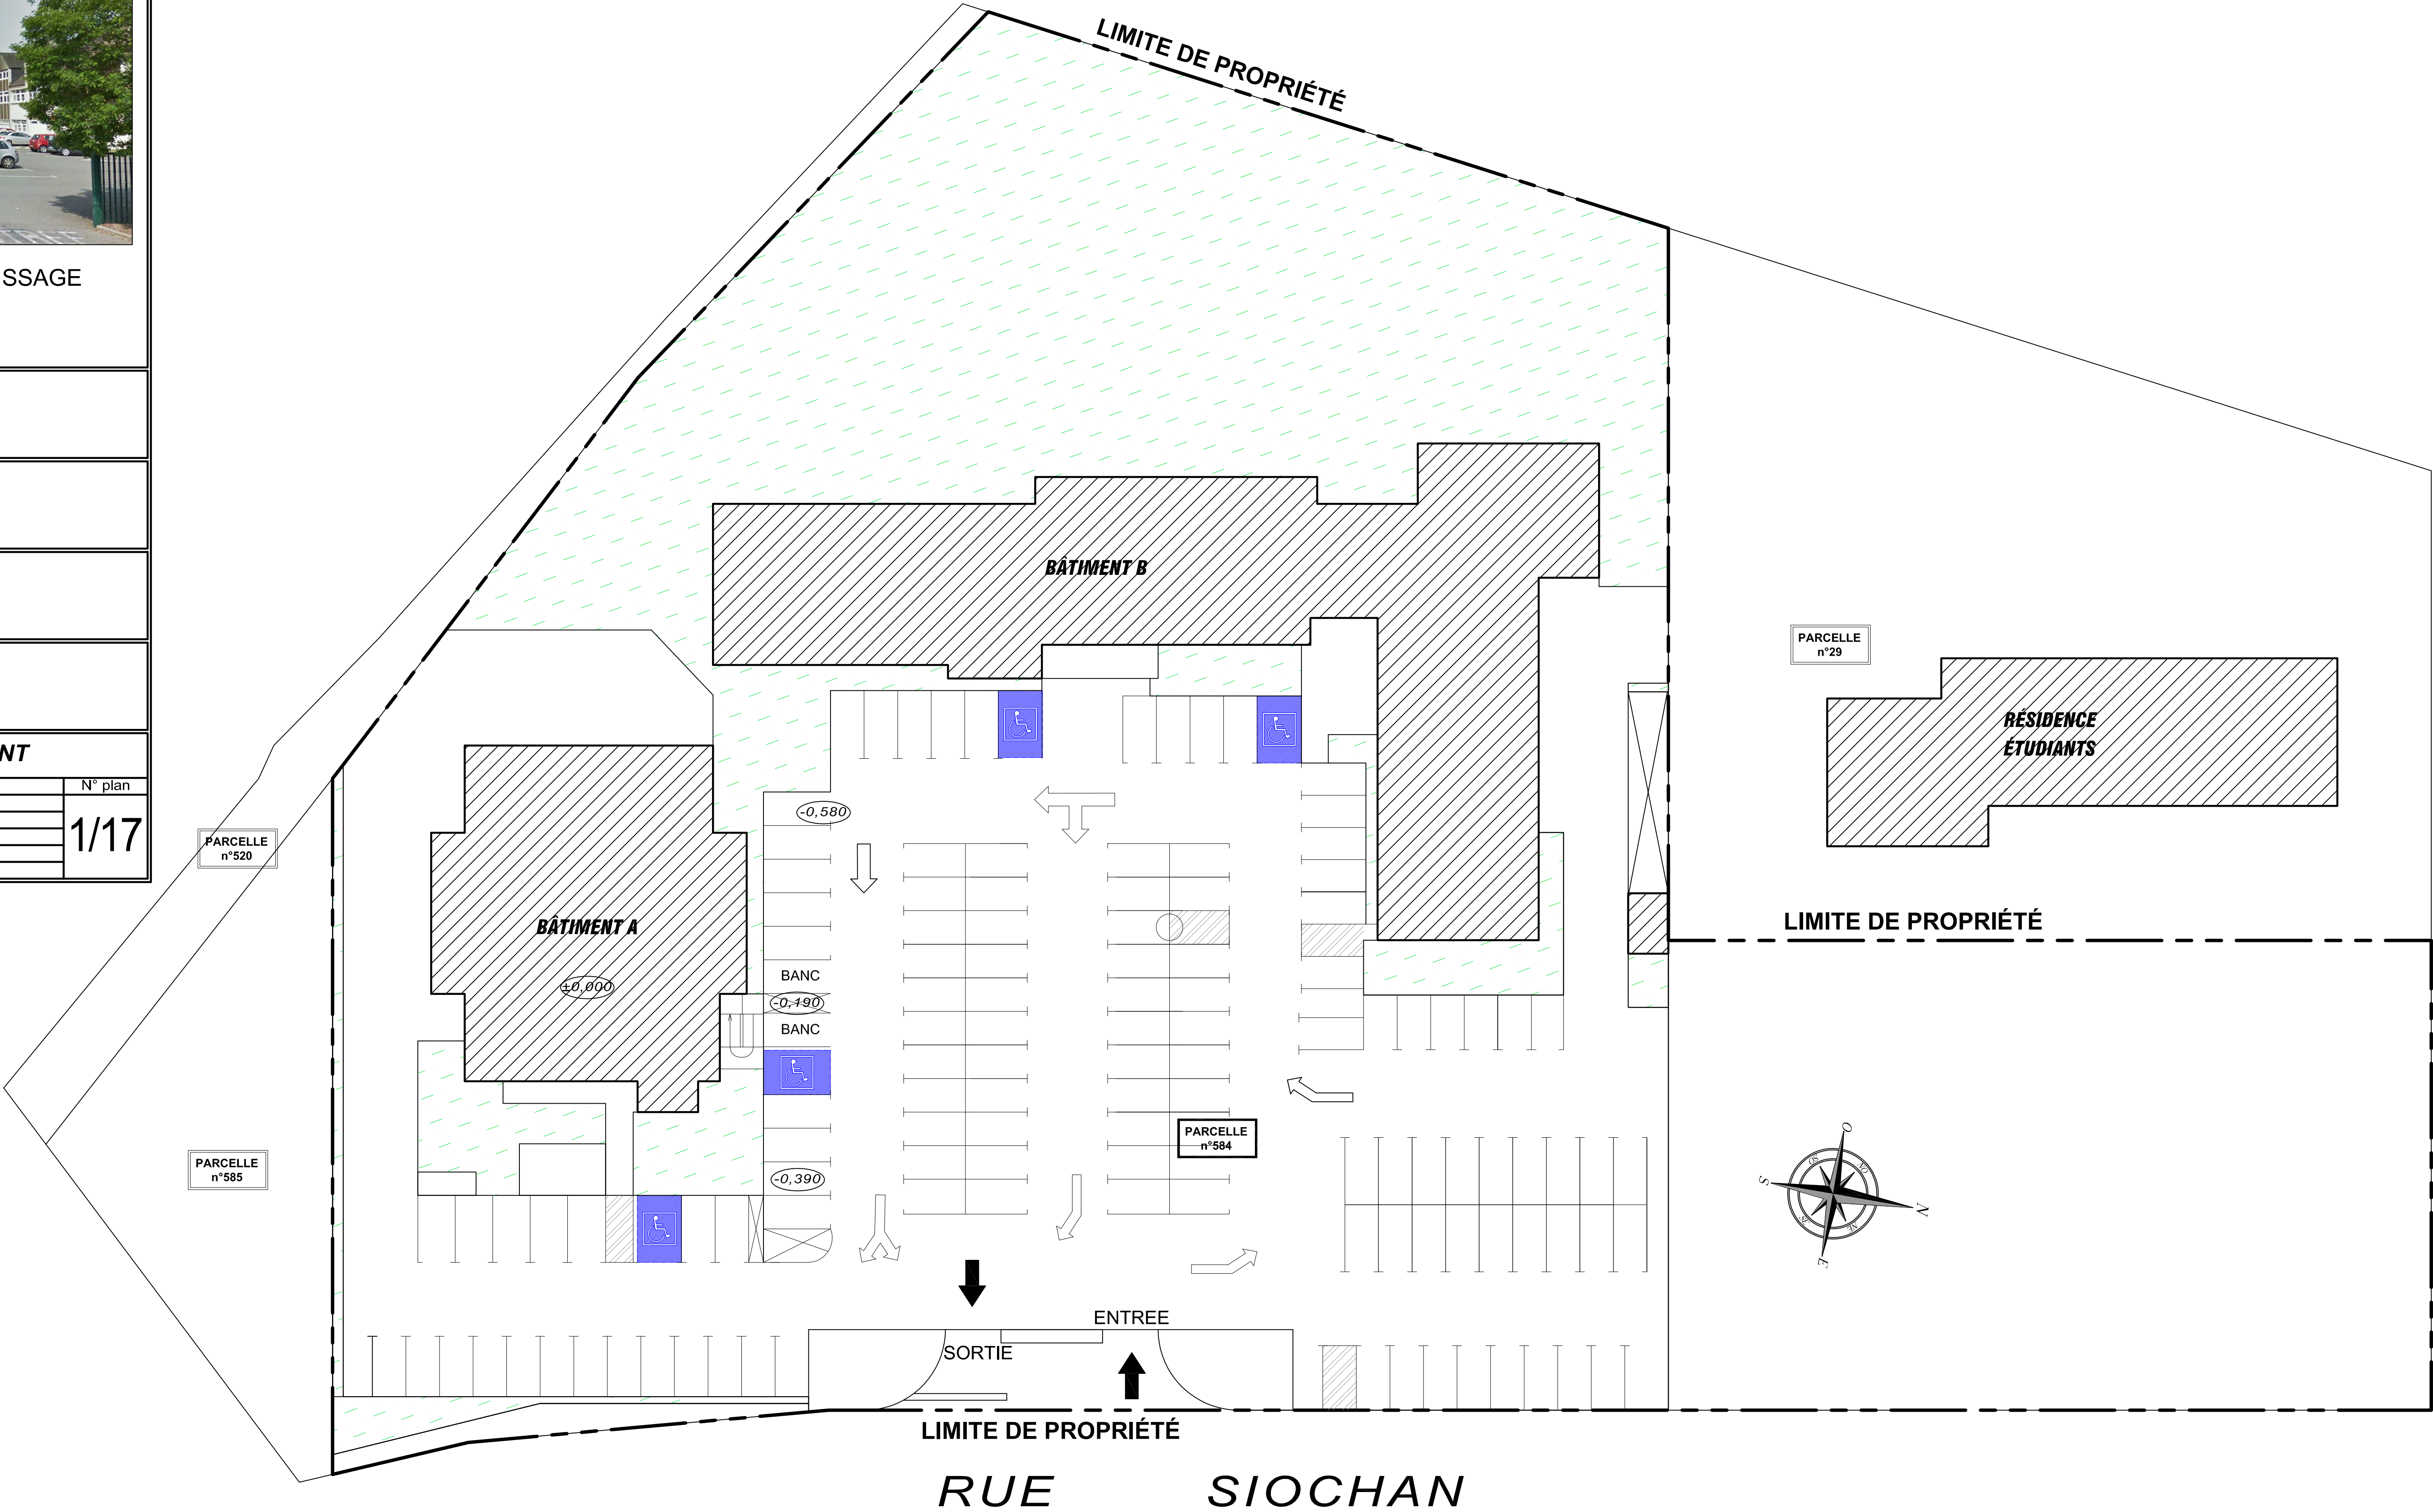 LIMITE DE PROPRIÉTÉ
SSAGE
NT
N° plan
1/17
BÂTIMENT B
PARCELLE
n°29
RÉSIDENCE
ÉTUDIANTS
PARCELLE
n°520
-0,580
BÂTIMENT A
±0,000
BANC
-0,190
BANC
LIMITE DE PROPRIÉTÉ
PARCELLE
n°584
PARCELLE
n°585
-0,390
O
NO
N
NE
E
S
ENTREE
SORTIE
LIMITE DE PROPRIÉTÉ
RUE SIOCHAN